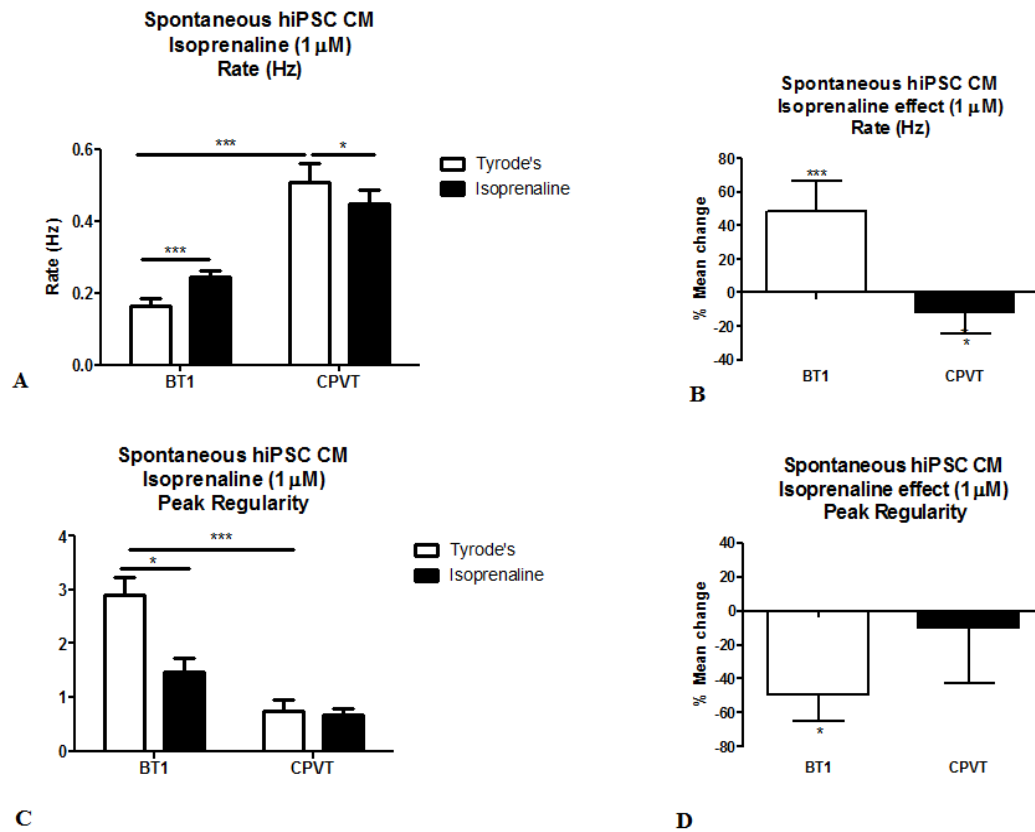 Spontaneous hiPSC CM
Isoprenaline (1 μM)
Rate (Hz)
0.6
0.4
0.2
0.0
Rate (Hz)
***
*
***
Tyrode's
Isoprenaline
BT1
CPVT
A
Spontaneous hiPSC CM
Isoprenaline effect (1 μM)
Rate (Hz)
80
60
40
20
0
-20
-40
% Mean change
***
*
BT1
CPVT
B
Spontaneous hiPSC CM
Isoprenaline (1 μM)
Peak Regularity
4
3
2
1
0
***
*
Tyrode's
Isoprenaline
BT1
CPVT
C
Spontaneous hiPSC CM
Isoprenaline effect (1 μM)
Peak Regularity
40
20
0
-20
-40
-60
-80
% Mean change
*
BT1
CPVT
D